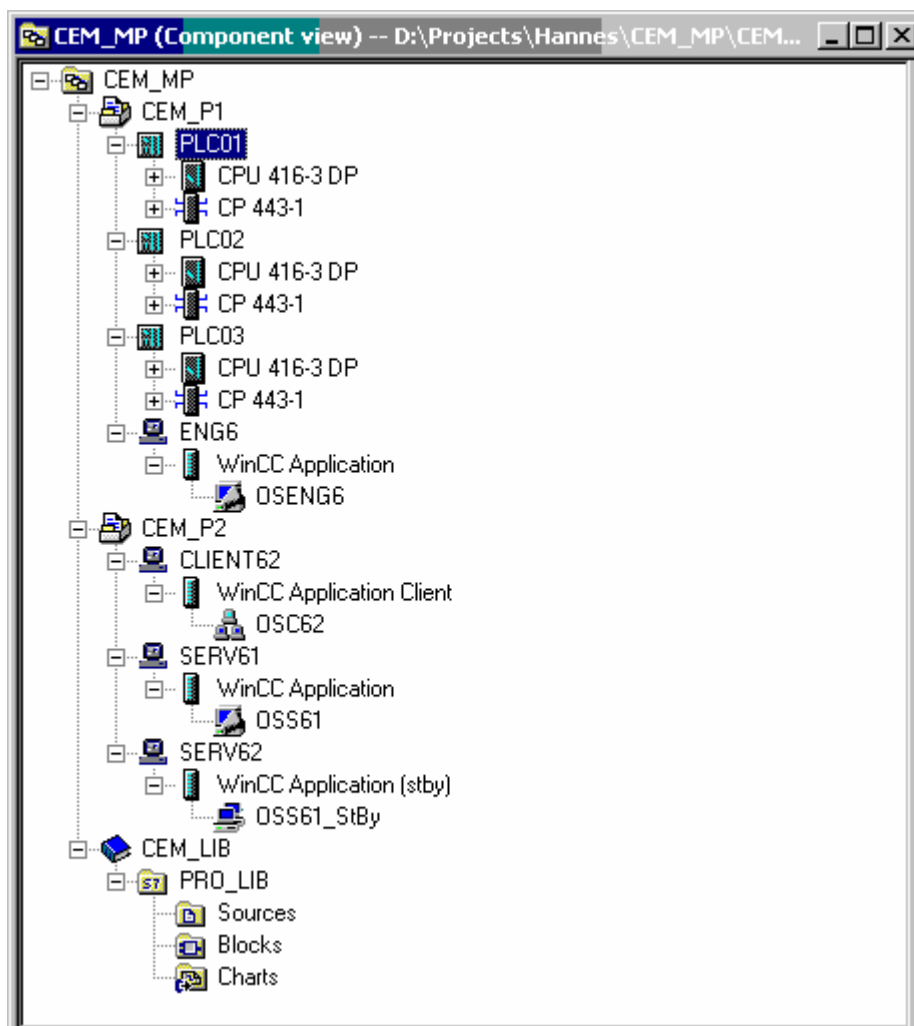 CEM_MP (Component view) -- D:\Projects\Hannes\CEM_MP\CEM...
CEM_MP
CEM_P1
PLC01
CPU 416-3 DP
CP 443-1
PLC02
CPU 416-3 DP
CP 443-1
PLC03
CPU 416-3 DP
CP 443-1
ENG6
WinCC Application
OSENG6
CEM_P2
CLIENT62
WinCC Application Client
OSC62
SERV61
WinCC Application
OSS61
SERV62
WinCC Application (stby)
OSS61_StBy
CEM_LIB
PRO_LIB
Sources
Blocks
Charts